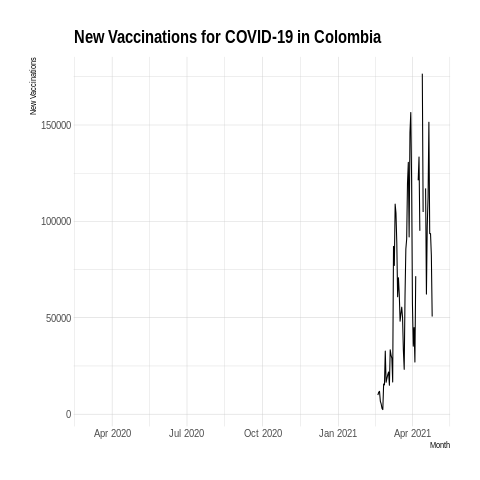 New Vaccinations for COVID-19 in Colombia
New Vaccinations
150000
100000
50000
0
Apr 2020 Jul 2020 Oct 2020 Jan 2021 Apr 2021
Month